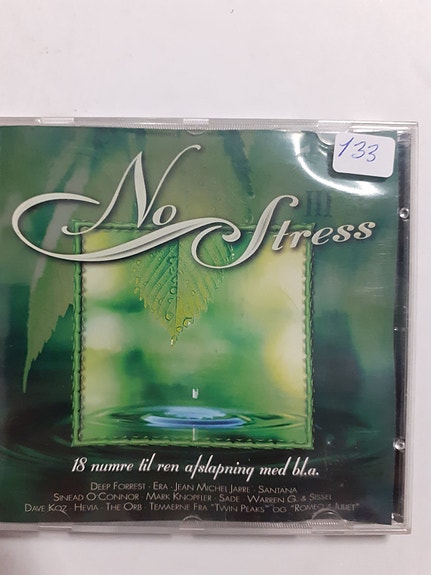 133
No Stress III
18 numre til ren afslapning med bl.a.
DEEP FORREST · ERA · JEAN MICHEL JARRE · SANTANA
SINEAD O'CONNOR · MARK KNOPFLER · SADE · WARREN G. & SISSEL
DAVE KOZ · HEVIA · THE ORB · TEMAERNE FRA "TWIN PEAKS" OG "ROMEO & JULIET"